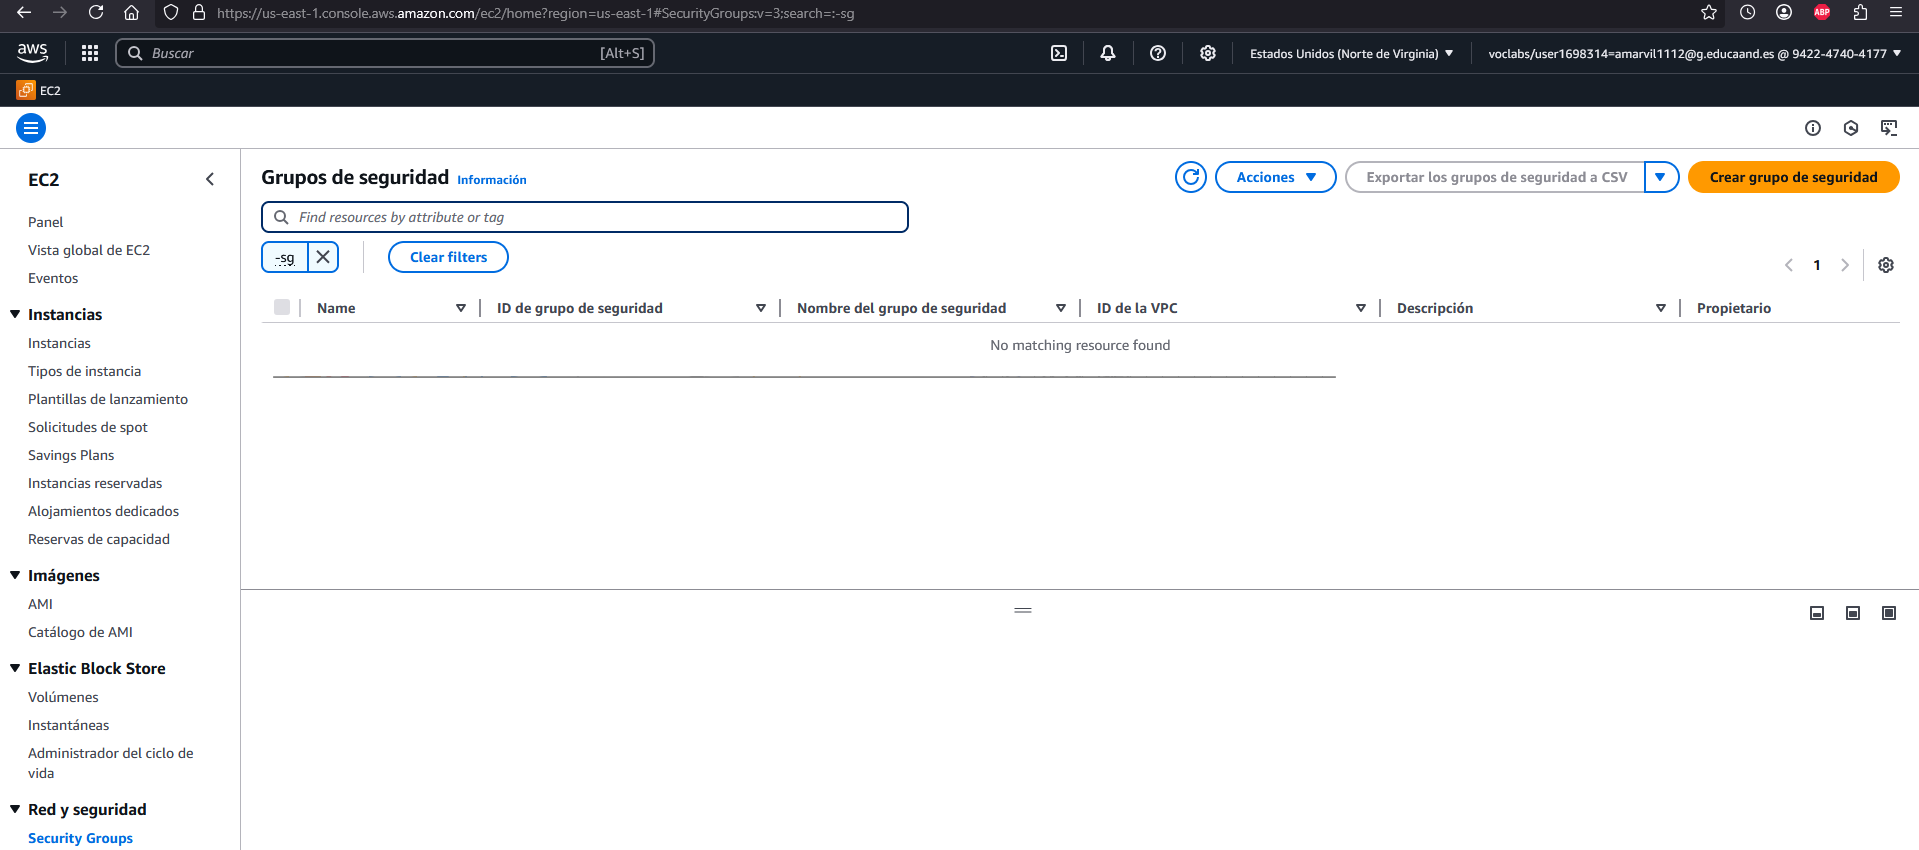 https://us-east-1.console.aws.amazon.com/ec2/home?region=us-east-1#SecurityGroups:v=3;search=:-sg
ABP
aws
Buscar
[Alt+S]
Estados Unidos (Norte de Virginia)
voclabs/user1698314=amarvil1112@g.educaand.es @ 9422-4740-4177
EC2
EC2
Panel
Vista global de EC2
Eventos
Instancias
Instancias
Tipos de instancia
Plantillas de lanzamiento
Solicitudes de spot
Savings Plans
Instancias reservadas
Alojamientos dedicados
Reservas de capacidad
Imágenes
AMI
Catálogo de AMI
Elastic Block Store
Volúmenes
Instantáneas
Administrador del ciclo de
vida
Red y seguridad
Security Groups
Grupos de seguridad Información
Acciones
Exportar los grupos de seguridad a CSV
Crear grupo de seguridad
Find resources by attribute or tag
-sg
Clear filters
1
Name
ID de grupo de seguridad
Nombre del grupo de seguridad
ID de la VPC
Descripción
Propietario
No matching resource found